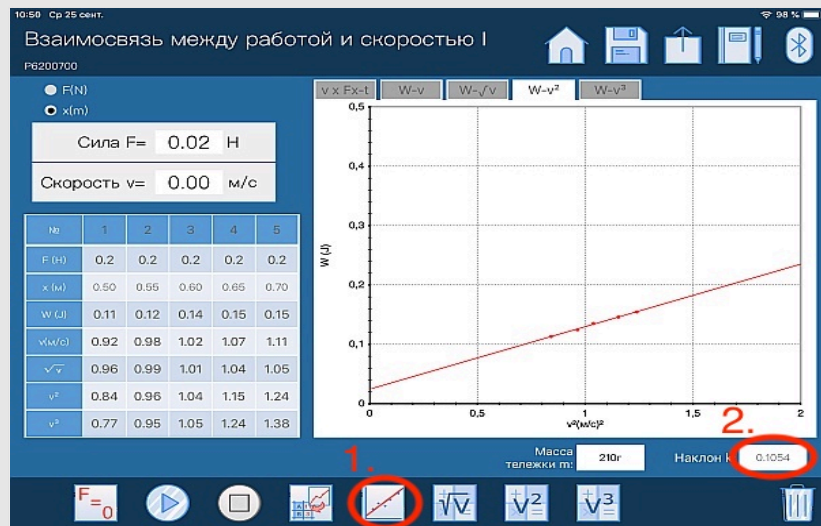 10:50 Ср 25 сент. 98 %
Взаимосвязь между работой и скоростью I
P6200700
F(N)
x(m)
Сила F= 0.02 Н
Скорость v= 0.00 м/с
№ 1 2 3 4 5
F (Н) 0.2 0.2 0.2 0.2 0.2
x (м) 0.50 0.55 0.60 0.65 0.70
W (J) 0.11 0.12 0.14 0.15 0.15
v(м/с) 0.92 0.98 1.02 1.07 1.11
√v 0.96 0.99 1.01 1.04 1.05
v² 0.84 0.96 1.04 1.15 1.24
v³ 0.77 0.95 1.05 1.24 1.38
v x Fx-t W-v W-√v W-v² W-v³
0,5
0,4
0,3
0,2
0,1
0
W (J)
0 0,5 1 1,5 2
v²(м/с)²
1.
2.
Масса
тележки m: 210г
Наклон k 0.1054
F=0
√v
v²
v³